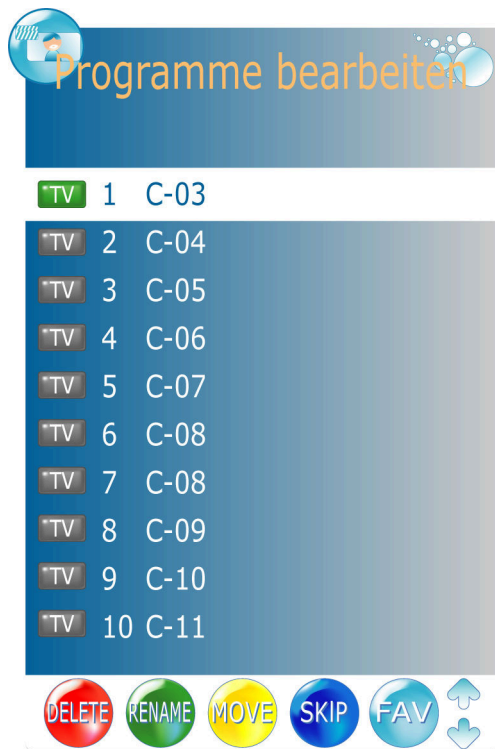 Programme bearbeiten
TV 1 C-03
TV 2 C-04
TV 3 C-05
TV 4 C-06
TV 5 C-07
TV 6 C-08
TV 7 C-08
TV 8 C-09
TV 9 C-10
TV 10 C-11
DELETE RENAME MOVE SKIP FAV